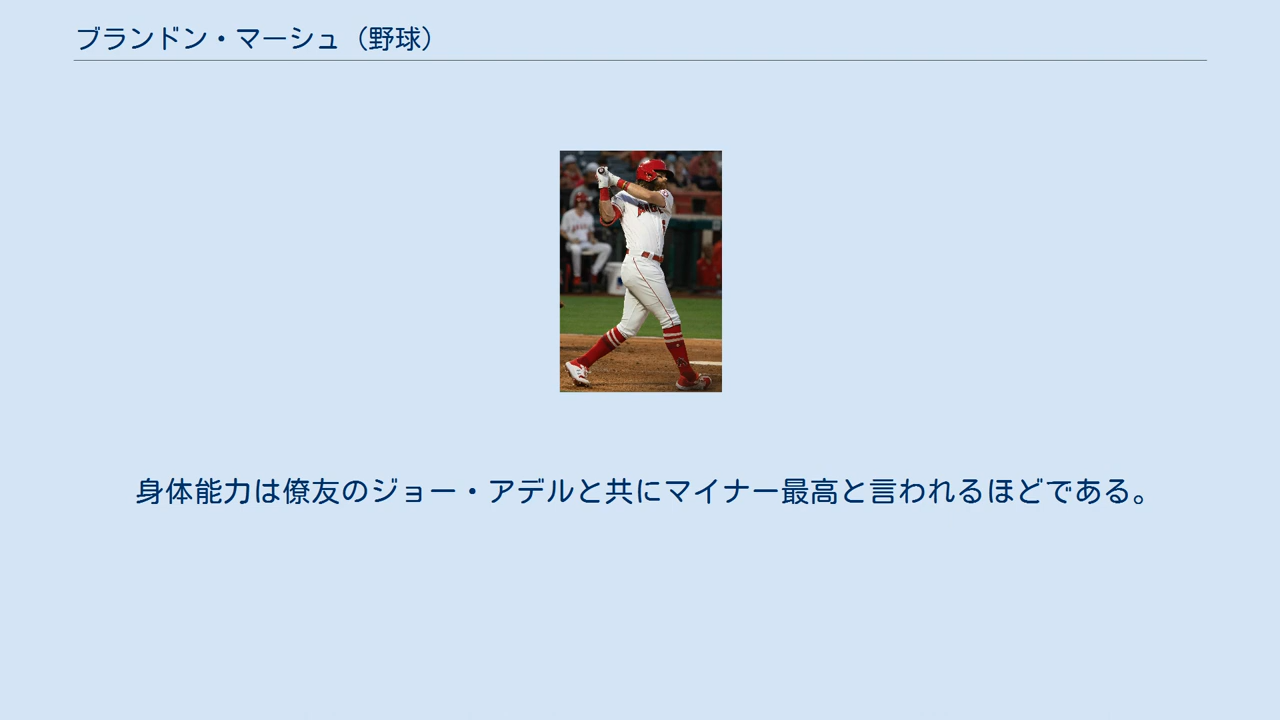 ブランドン・マーシュ（野球）
身体能力は僚友のジョー・アデルと共にマイナー最高と言われるほどである。